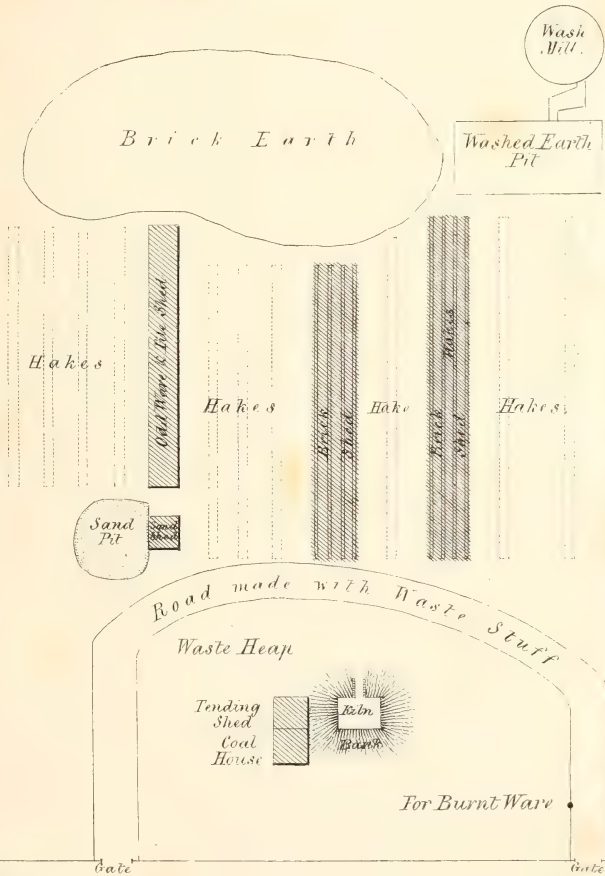 Wash
Mill.
Brick Earth
Washed Earth
Pit
Odd Ware & Tile Shed
Hakes
Hakes
Brick
Shed
Hake
Brick
Hakes
Shed
Hakes,
Sand
Pit
Sand
Shed
Road made with Waste Stuff
Waste Heap
Tending
Shed
Coal
House
Kiln
Bank
For Burnt Ware
Gate
Gate